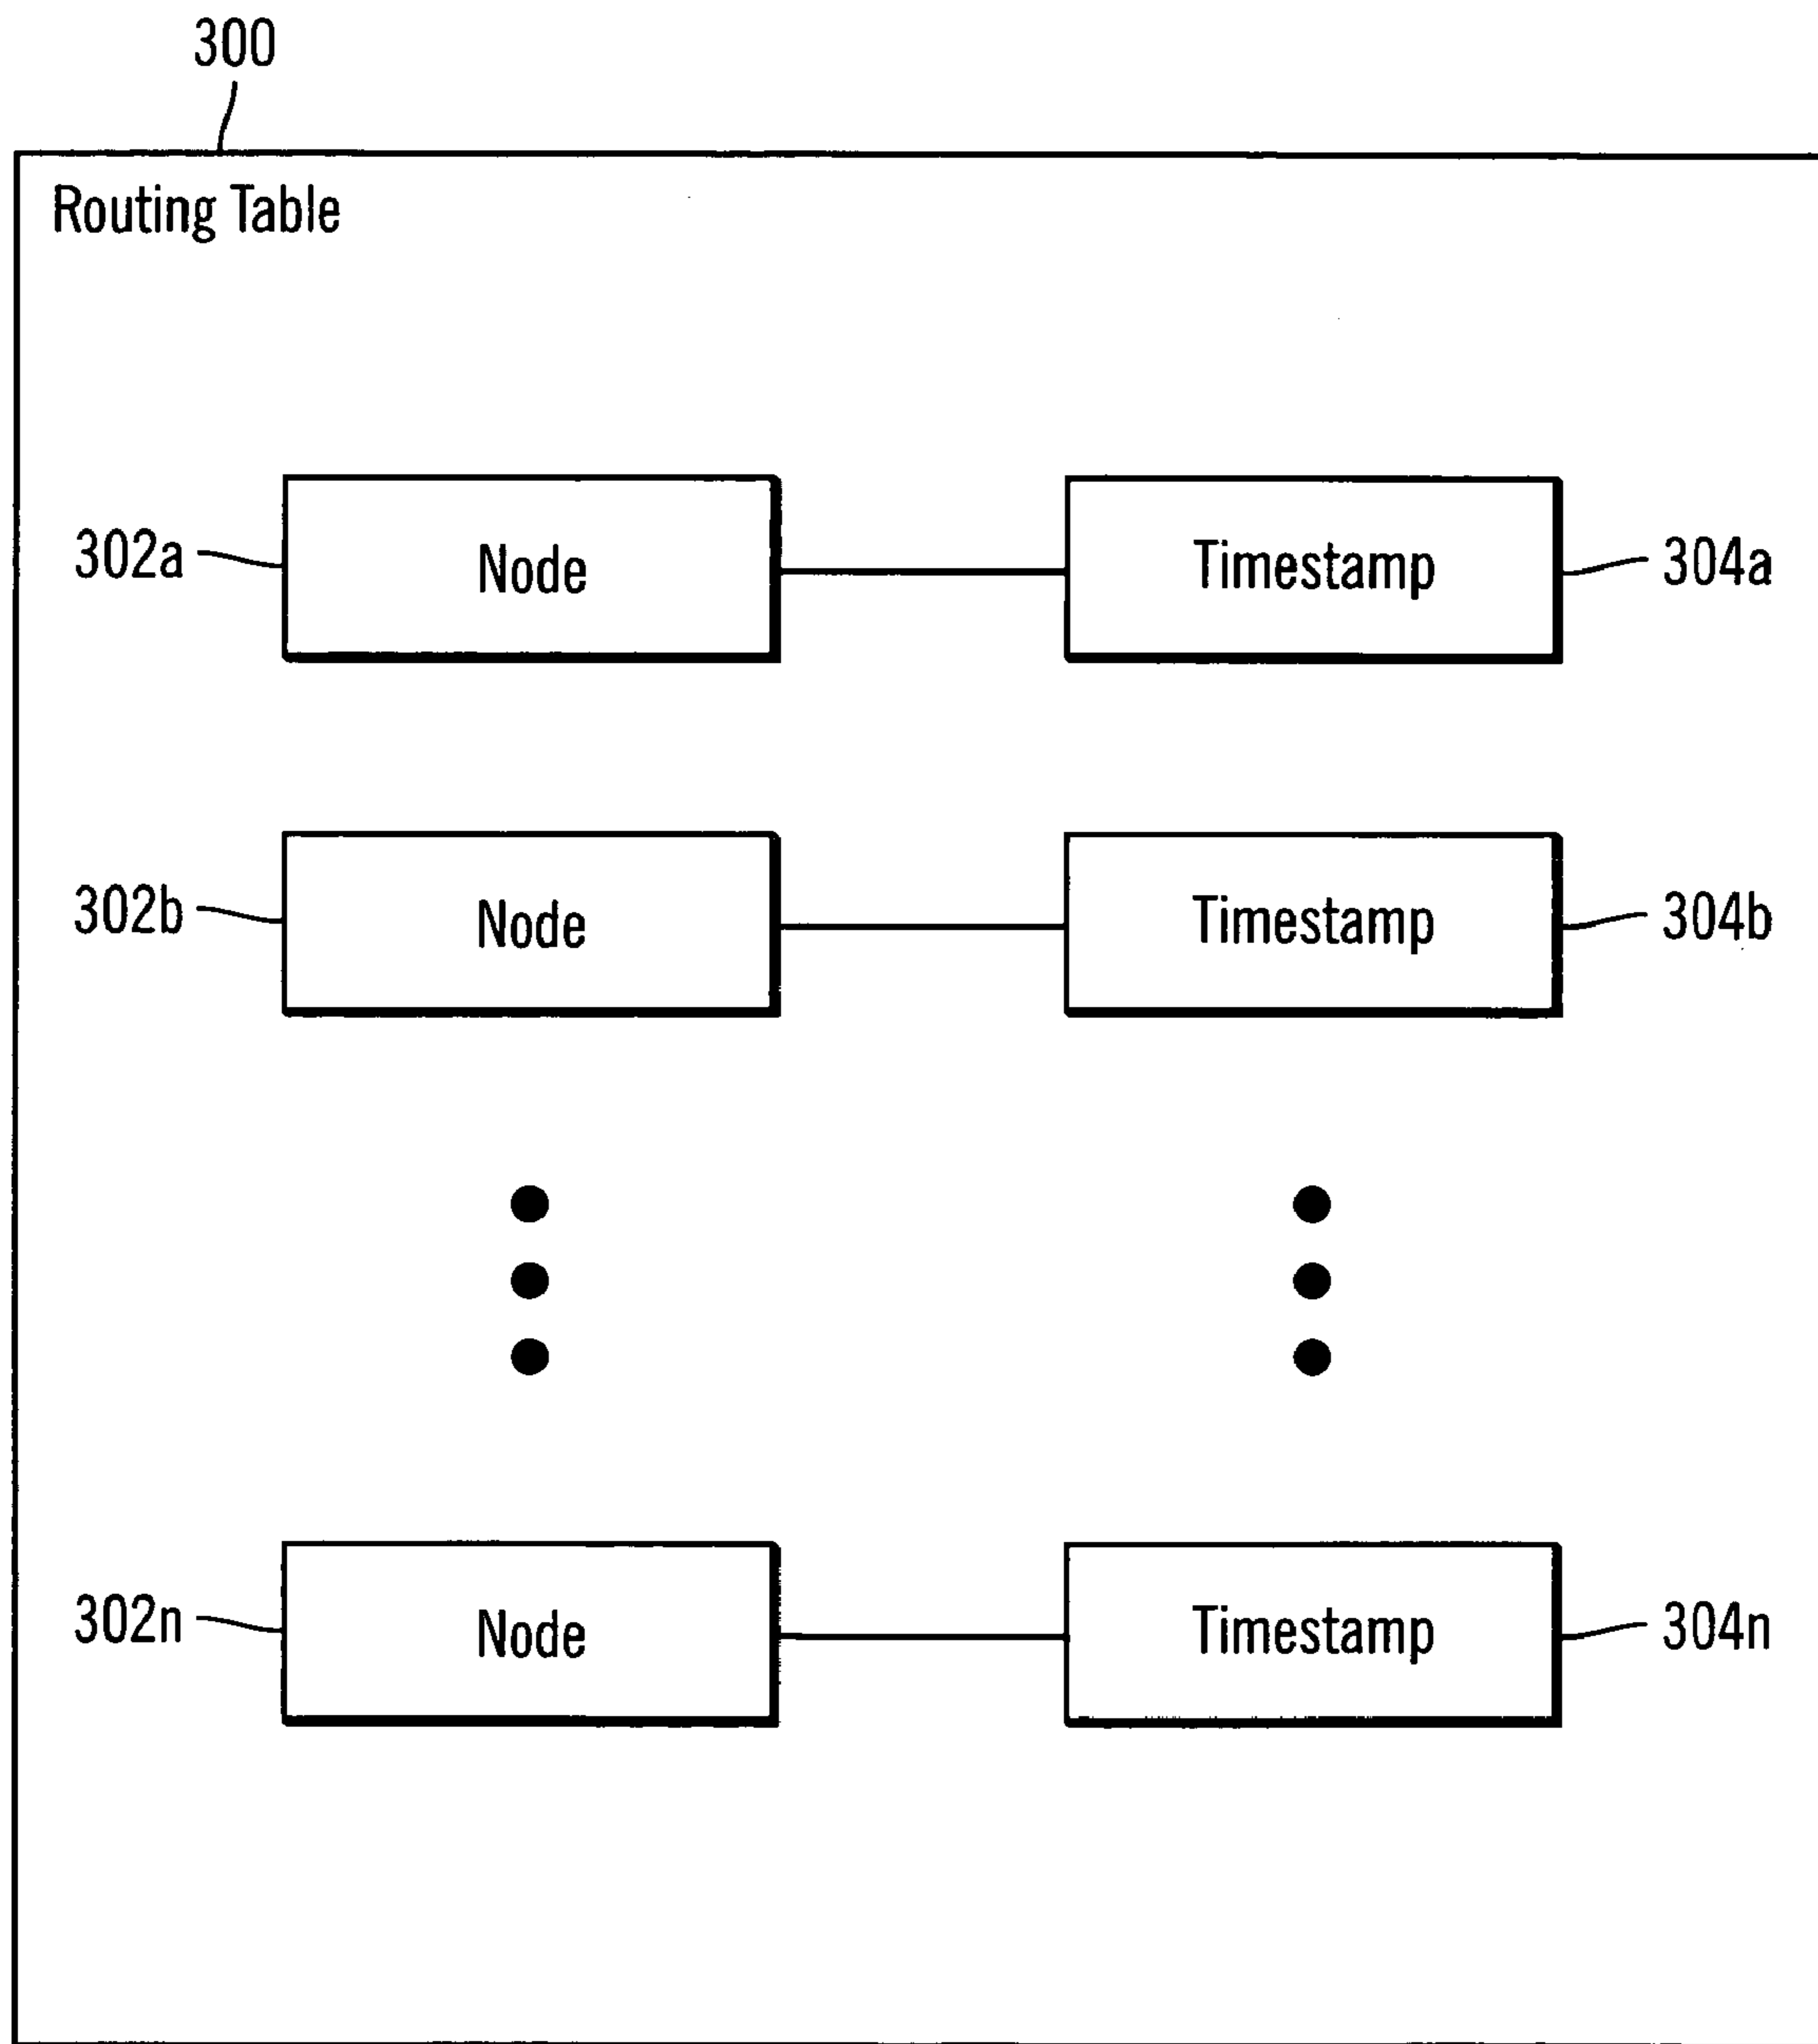 300
Routing Table
302a Node Timestamp 304a
302b Node Timestamp 304b
302n Node Timestamp 304n